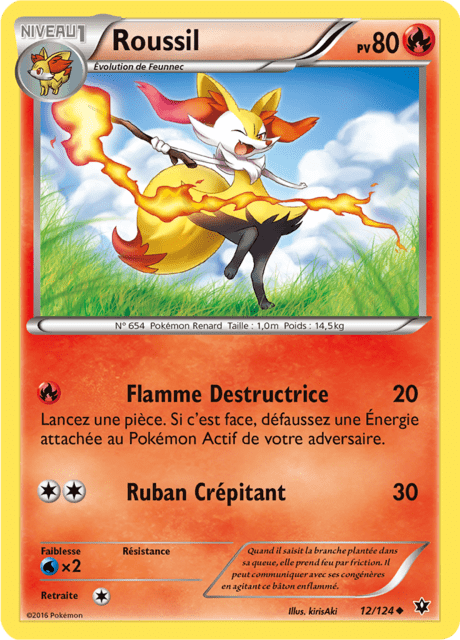 NIVEAU 1
Roussil
PV 80
Évolution de Feunnec
N° 654 Pokémon Renard Taille : 1,0m Poids : 14,5kg
Flamme Destructrice 20
Lancez une pièce. Si c'est face, défaussez une Énergie
attachée au Pokémon Actif de votre adversaire.
Ruban Crépitant 30
Faiblesse Résistance
×2
Retraite
Quand il saisit la branche plantée dans
sa queue, elle prend feu par friction. Il
peut communiquer avec ses congénères
en agitant ce bâton enflammé.
©2016 Pokémon
Illus. kirisAki 12/124